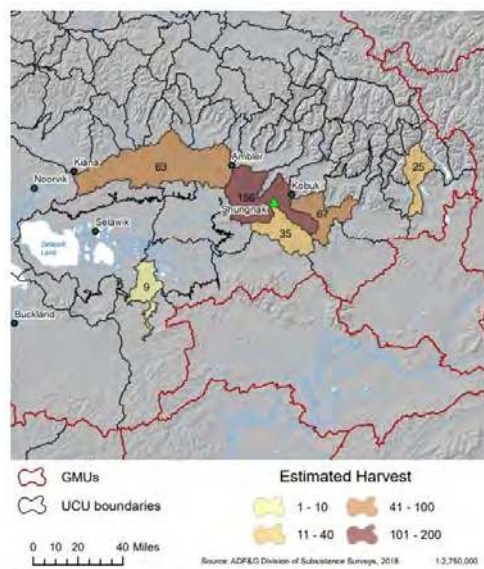 25
Ambler
Kiana
63
Noorvik
Kobuk
Shungnak
67
Selawik
35
Selawik Lake
9
Buckland
GMUs
UCU boundaries
0 10 20 40 Miles
Estimated Harvest
1 - 10
41 - 100
11 - 40
101 - 200
Source: ADF&G Division of Subsistence Surveys, 2018
1:2,750,000